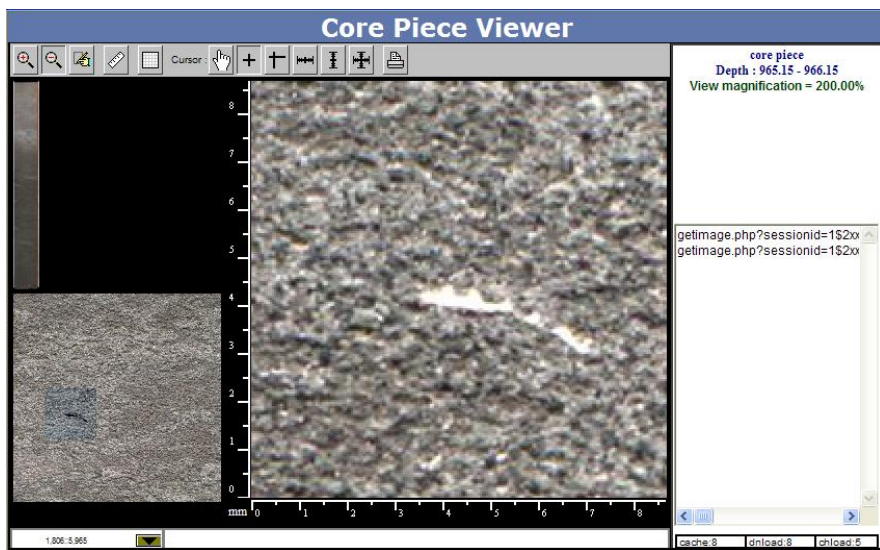 Core Piece Viewer
Cursor :
core piece
Depth : 965.15 - 966.15
View magnification = 200.00%
getimage.php?sessionid=1$2xx
getimage.php?sessionid=1$2xx
8
7
6
5
4
3
2
1
0
mm 0 1 2 3 4 5 6 7 8
1,806::5,965
cache:8 dnload:8 chload:5